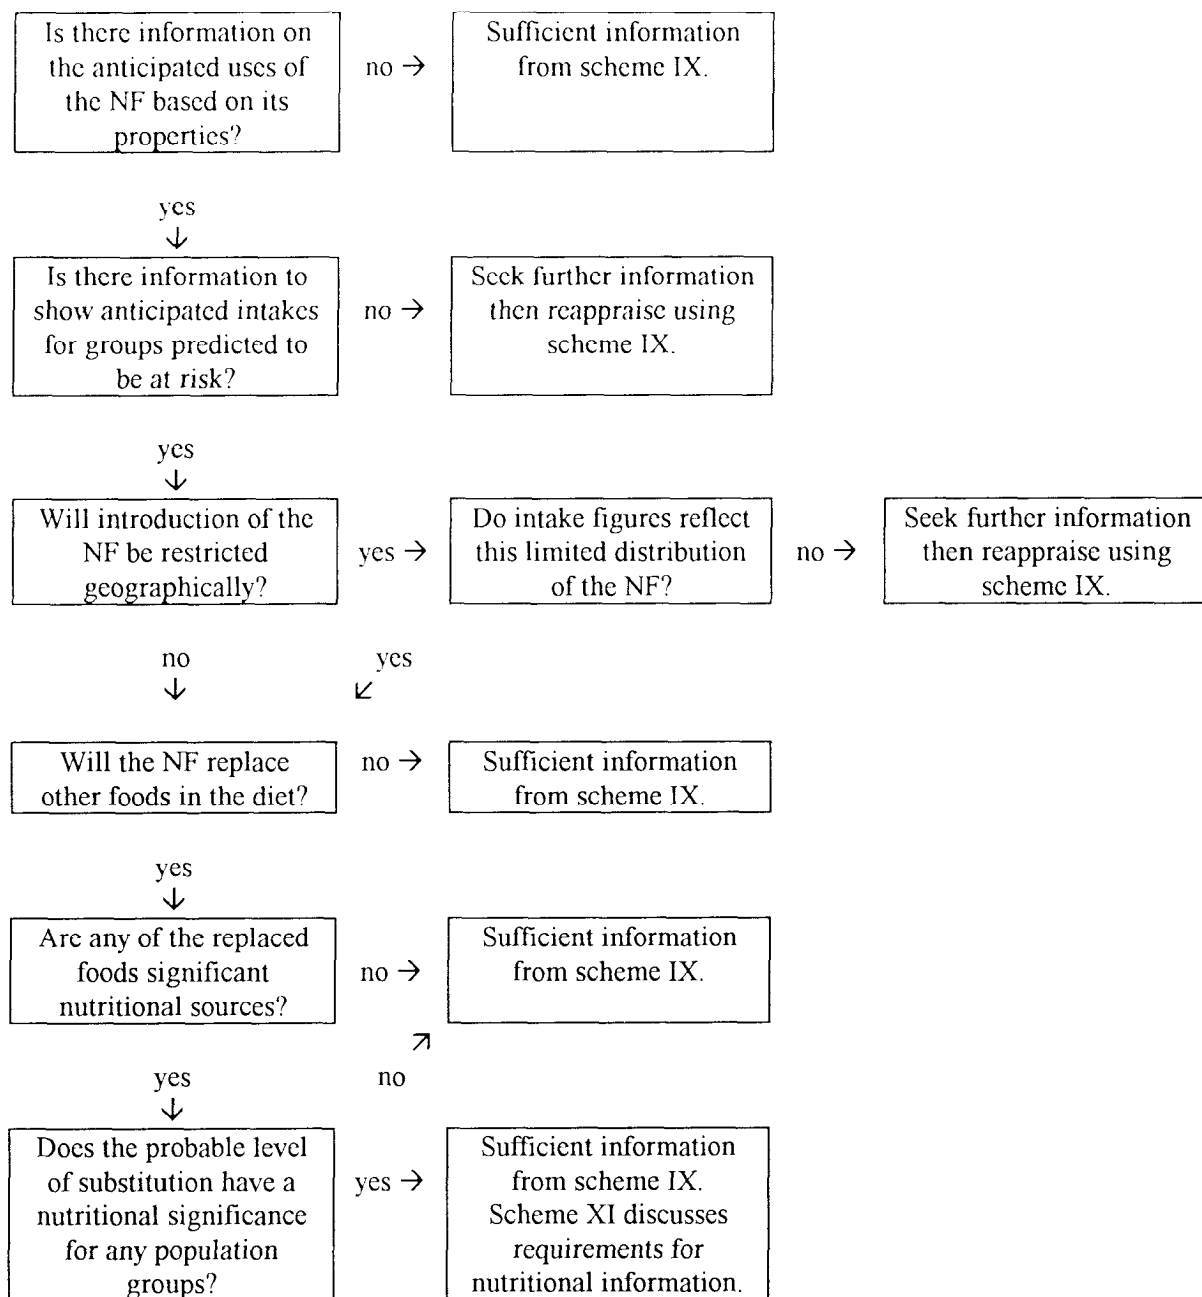 Is there information on
the anticipated uses of
the NF based on its
properties?
no →
Sufficient information
from scheme IX.
yes
↓
Is there information to
show anticipated intakes
for groups predicted to
be at risk?
no →
Seek further information
then reappraise using
scheme IX.
yes
↓
Will introduction of the
NF be restricted
geographically?
yes →
Do intake figures reflect
this limited distribution
of the NF?
no →
Seek further information
then reappraise using
scheme IX.
no
↓
yes
↙
Will the NF replace
other foods in the diet?
no →
Sufficient information
from scheme IX.
yes
↓
Are any of the replaced
foods significant
nutritional sources?
no →
Sufficient information
from scheme IX.
↗
no
yes
↓
Does the probable level
of substitution have a
nutritional significance
for any population
groups?
yes →
Sufficient information
from scheme IX.
Scheme XI discusses
requirements for
nutritional information.